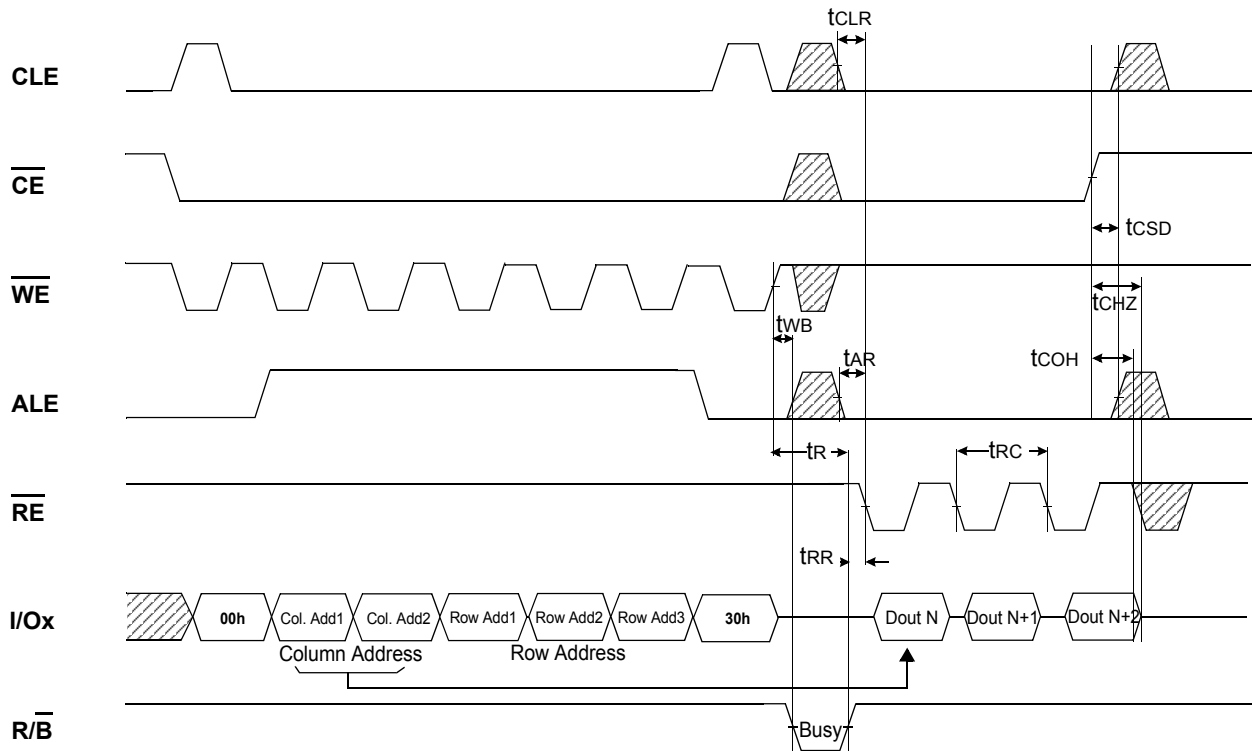 tCLR
CLE
CE
tCSD
WE
tCHZ
tWB
tCOH
tAR
ALE
tR
tRC
RE
tRR
I/Ox
00h Col. Add1 Col. Add2 Row Add1 Row Add2 Row Add3 30h Dout N Dout N+1 Dout N+2
Column Address Row Address
R/B
Busy